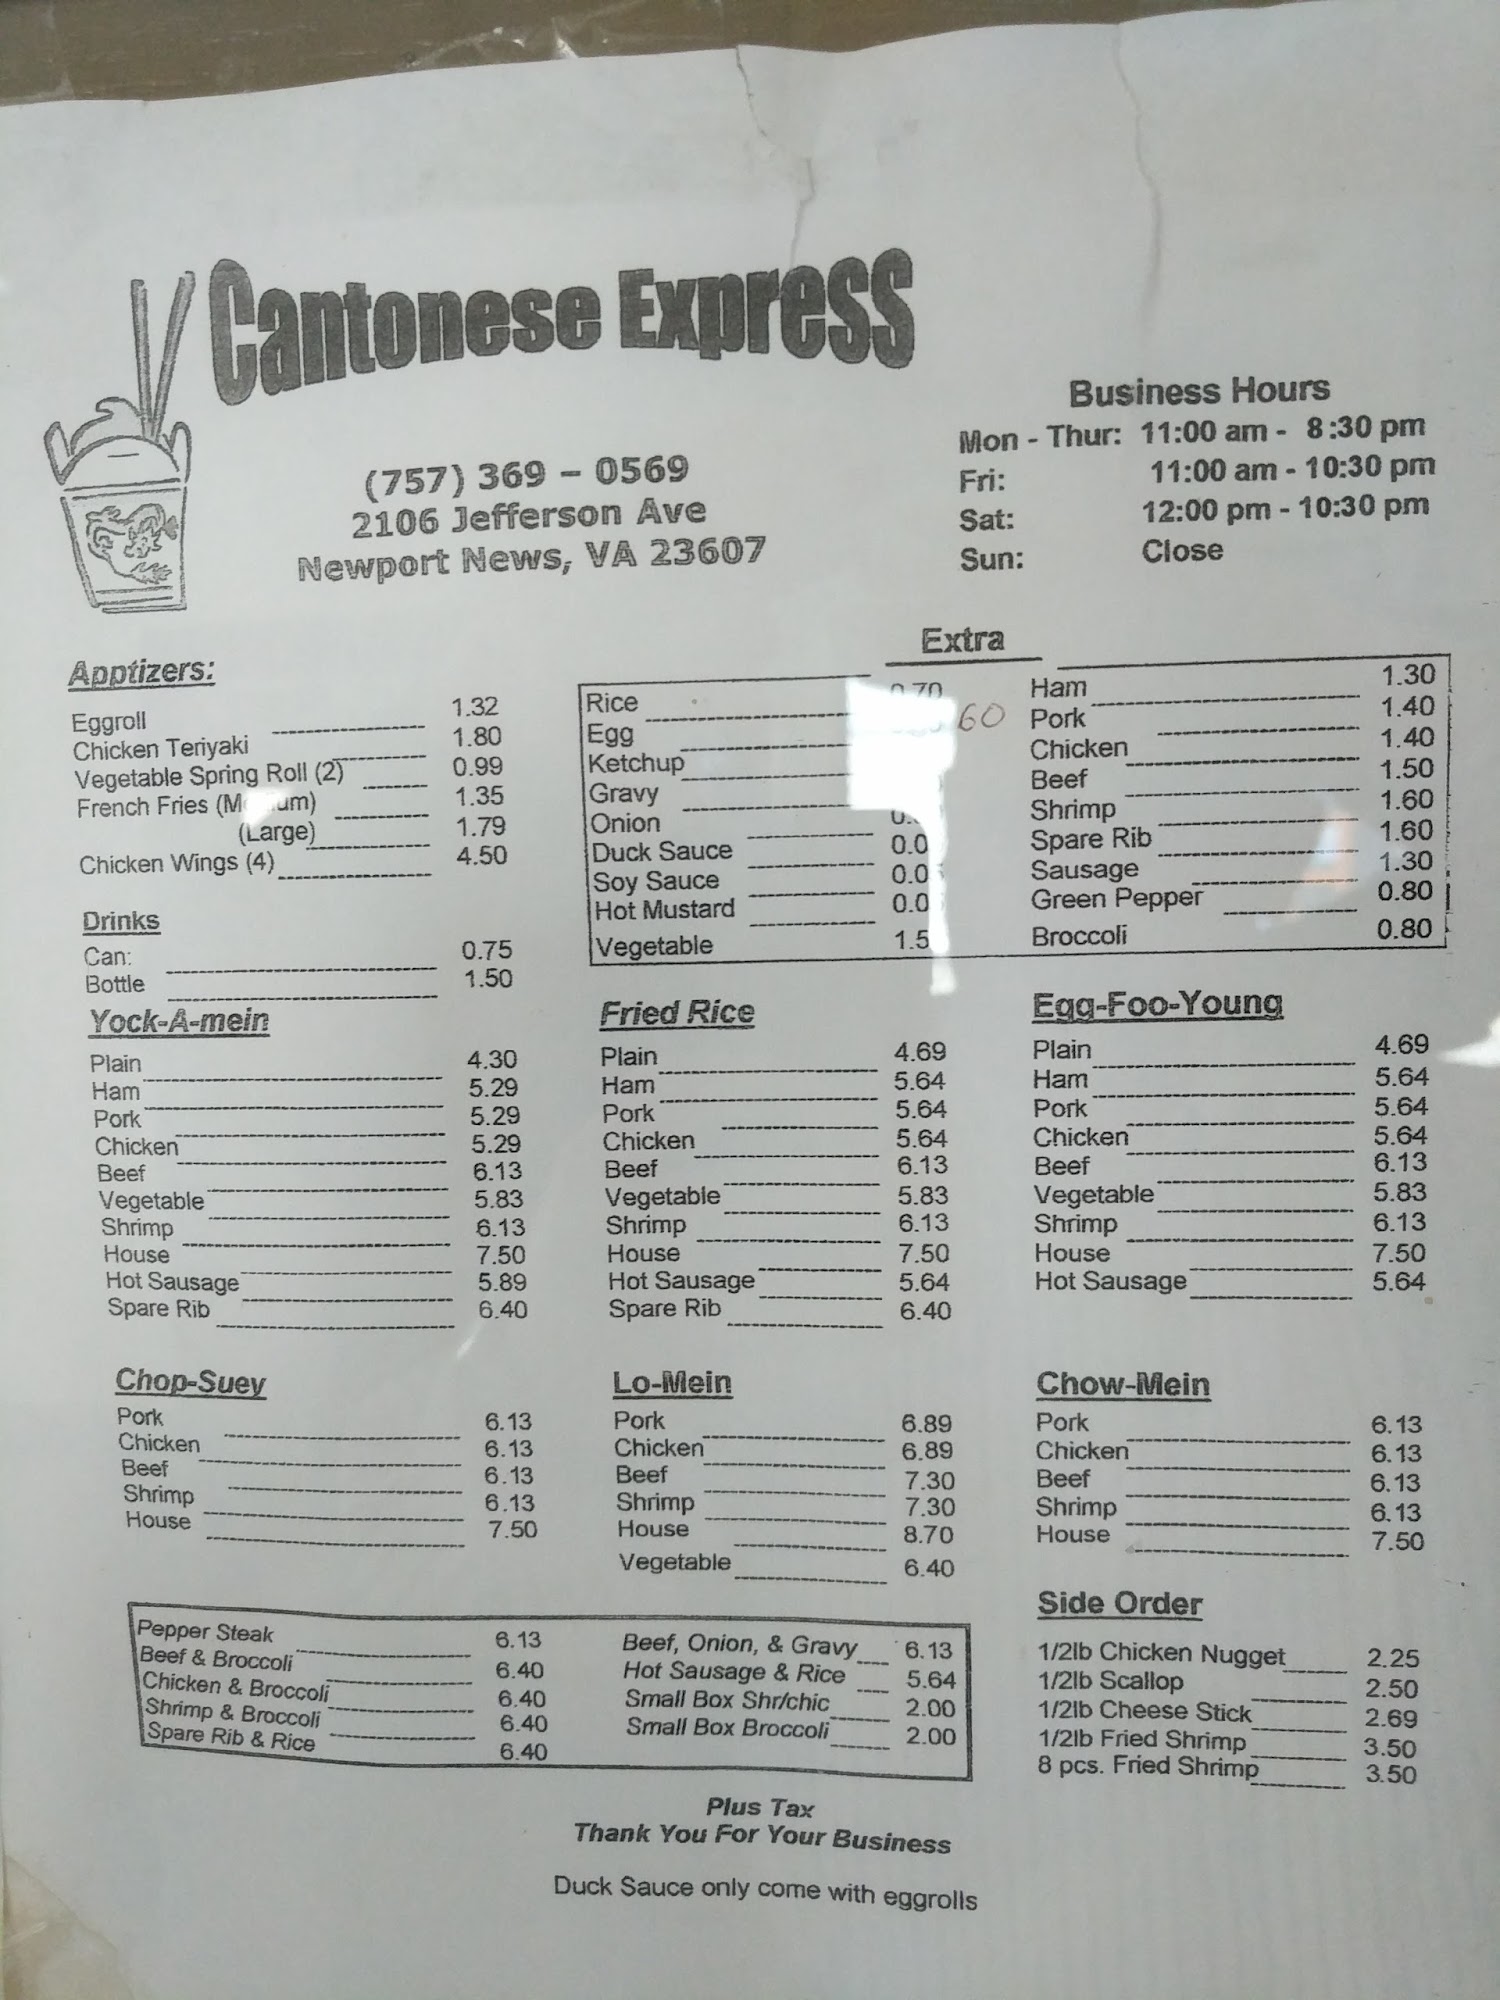 Cantonese Express
(757) 369 – 0569
2106 Jefferson Ave
Newport News, VA 23607
Business Hours
Mon - Thur: 11:00 am - 8:30 pm
Fri: 11:00 am - 10:30 pm
Sat: 12:00 pm - 10:30 pm
Sun: Close
Apptizers:
Eggroll 1.32
Chicken Teriyaki 1.80
Vegetable Spring Roll (2) 0.99
French Fries (Medium) 1.35
(Large) 1.79
Chicken Wings (4) 4.50
Drinks
Can: 0.75
Bottle 1.50
Extra
Rice 0.70
Egg 60
Ketchup
Gravy
Onion
Duck Sauce
Soy Sauce
Hot Mustard
Vegetable
Ham 1.30
Pork 1.40
Chicken 1.40
Beef 1.50
Shrimp 1.60
Spare Rib 1.60
Sausage 1.30
Green Pepper 0.80
Broccoli 0.80
Yock-A-mein
Plain 4.30
Ham 5.29
Pork 5.29
Chicken 5.29
Beef 6.13
Vegetable 5.83
Shrimp 6.13
House 7.50
Hot Sausage 5.89
Spare Rib 6.40
Fried Rice
Plain 4.69
Ham 5.64
Pork 5.64
Chicken 5.64
Beef 6.13
Vegetable 5.83
Shrimp 6.13
House 7.50
Hot Sausage 5.64
Spare Rib 6.40
Egg-Foo-Young
Plain 4.69
Ham 5.64
Pork 5.64
Chicken 5.64
Beef 6.13
Vegetable 5.83
Shrimp 6.13
House 7.50
Hot Sausage 5.64
Chop-Suey
Pork 6.13
Chicken 6.13
Beef 6.13
Shrimp 6.13
House 7.50
Lo-Mein
Pork 6.89
Chicken 6.89
Beef 7.30
Shrimp 7.30
House 8.70
Vegetable 6.40
Chow-Mein
Pork 6.13
Chicken 6.13
Beef 6.13
Shrimp 6.13
House 7.50
Pepper Steak 6.13
Beef & Broccoli 6.40
Chicken & Broccoli 6.40
Shrimp & Broccoli 6.40
Spare Rib & Rice 6.40
Beef, Onion, & Gravy 6.13
Hot Sausage & Rice 5.64
Small Box Shr/chic 2.00
Small Box Broccoli 2.00
Side Order
1/2lb Chicken Nugget 2.25
1/2lb Scallop 2.50
1/2lb Cheese Stick 2.69
1/2lb Fried Shrimp 3.50
8 pcs. Fried Shrimp 3.50
Plus Tax
Thank You For Your Business
Duck Sauce only come with eggrolls